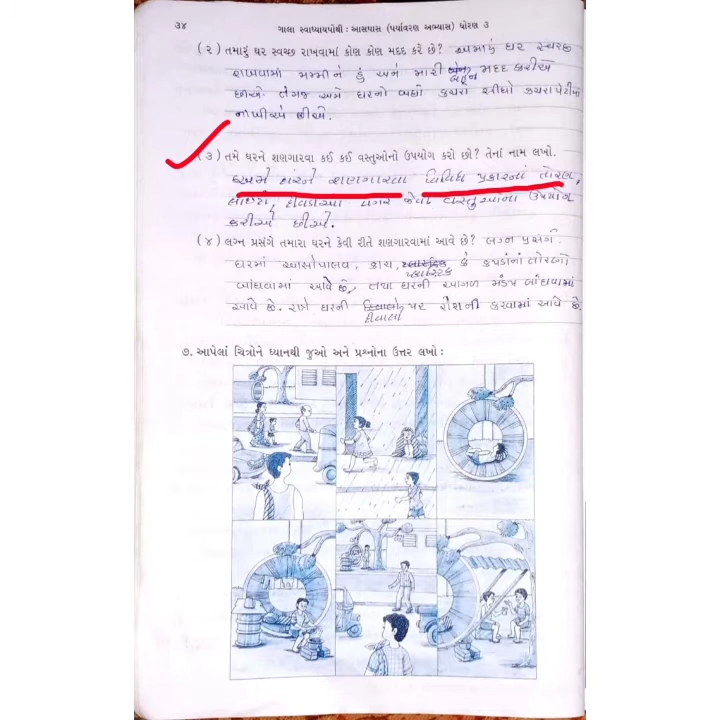 ૩૪
ગાલા સ્વાધ્યાયપોથી : આસપાસ (પર્યાવરણ અભ્યાસ) ધોરણ ૩
(૨) તમારું ઘર સ્વચ્છ રાખવામાં કોણ કોણ મદદ કરે છે? અમારું ઘર સ્વચ્છ
રાખવામાં મમ્મીને હું અને મારી બહેન મદદ કરીએ
છીએ. તેમજ અમે ઘરનો બધો કચરો સીધો કચરાપેટીમાં
નાખીએ છીએ.
(૩) તમે ઘરને શણગારવા કઈ કઈ વસ્તુઓનો ઉપયોગ કરો છો? તેનાં નામ લખો.
અમે ઘરને શણગારવા વિવિધ પ્રકારનાં તોરણ,
દીવડાઓ વગેરે જેવી વસ્તુઓનો ઉપયોગ
કરીએ છીએ.
(૪) લગ્ન પ્રસંગે તમારા ઘરને કેવી રીતે શણગારવામાં આવે છે? લગ્ન પ્રસંગે
ઘરમાં આસોપાલવ, કાચ, પ્લાસ્ટિક કે કપડાંનાં તોરણો
બાંધવામાં આવે છે, તથા ઘરની આગળ મંડપ બાંધવામાં
આવે છે. રાત્રે ઘરની દીવાલો પર રોશની કરવામાં આવે છે.
૭. આપેલાં ચિત્રોને ધ્યાનથી જુઓ અને પ્રશ્નોના ઉત્તર લખો :